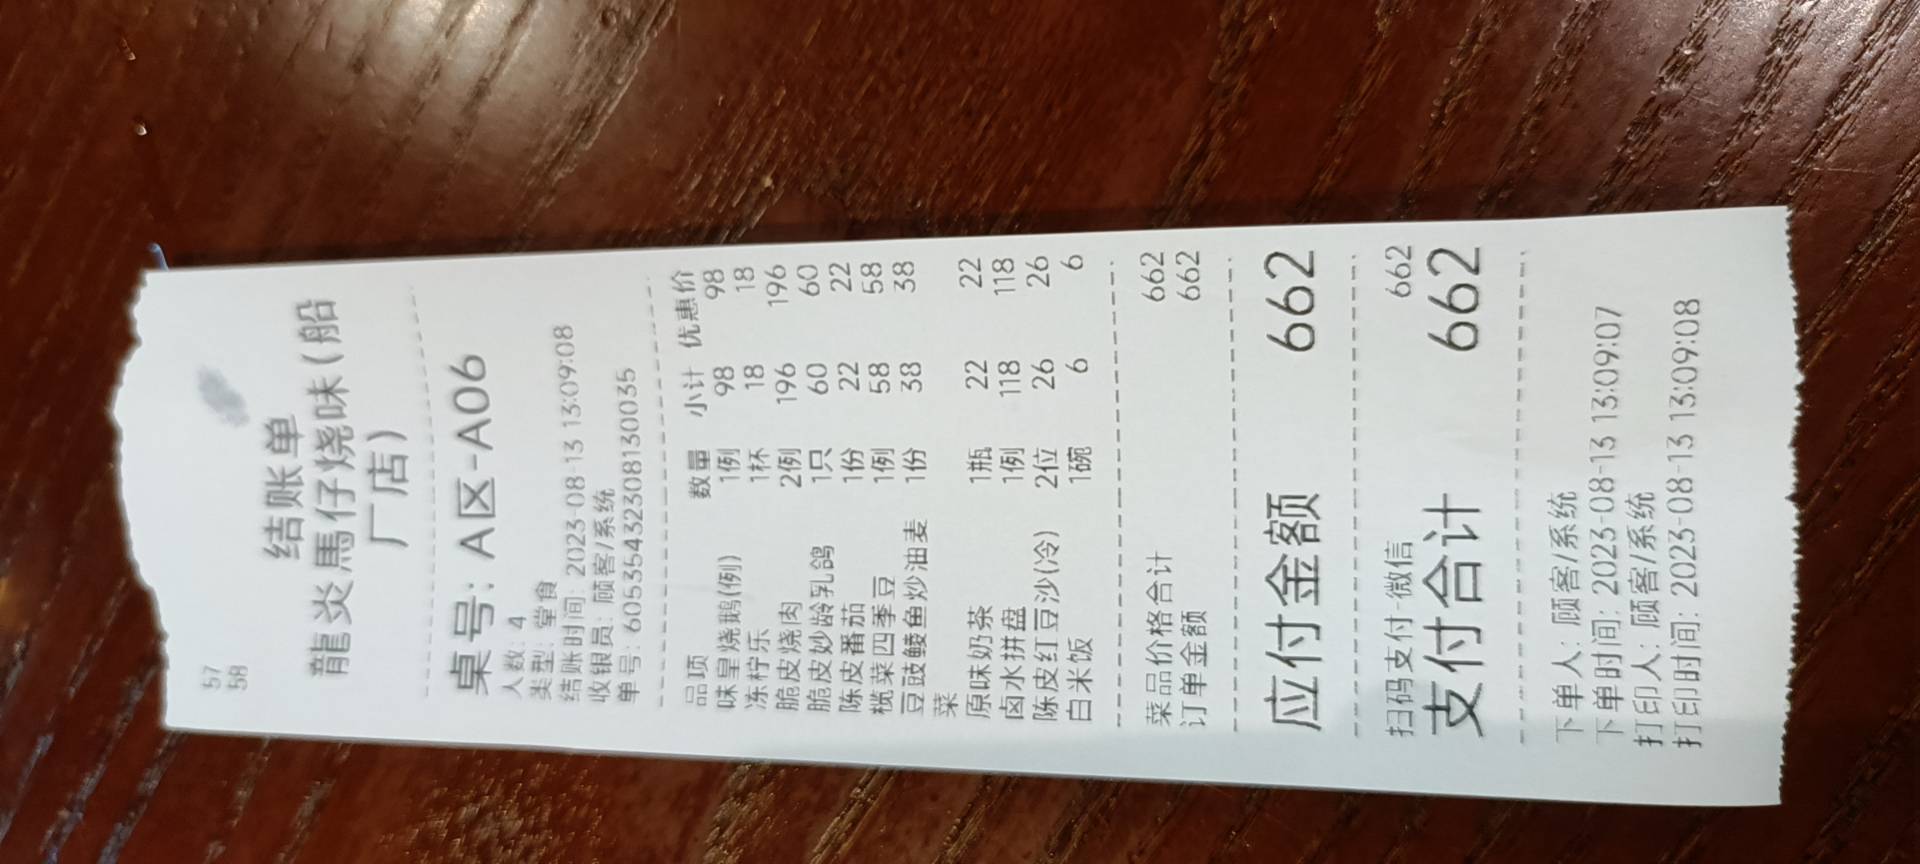 57
58
结账单
龍炎馬仔烧味(船
厂店)
桌号: A区-A06
人数: 4
类型: 堂食
结账时间: 2023-08-13 13:09:08
收银员: 顾客/系统
单号: 605354323081300​35
品项 数量 小计 优惠价
味皇烧鹅(例) 1例 98 98
冻柠乐 1杯 18 18
脆皮烧肉 2例 196 196
脆皮妙龄乳鸽 1只 60 60
陈皮番茄 1份 22 22
榄菜四季豆 1例 58 58
豆豉鲮鱼炒油麦 1份 38 38
菜
原味奶茶 1瓶 22 22
卤水拼盘 1例 118 118
陈皮红豆沙(冷) 2位 26 26
白米饭 1碗 6 6
菜品价格合计 662
订单金额 662
应付金额 662
扫码支付-微信 662
支付合计 662
下单人: 顾客/系统
下单时间: 2023-08-13 13:09:07
打印人: 顾客/系统
打印时间: 2023-08-13 13:09:08